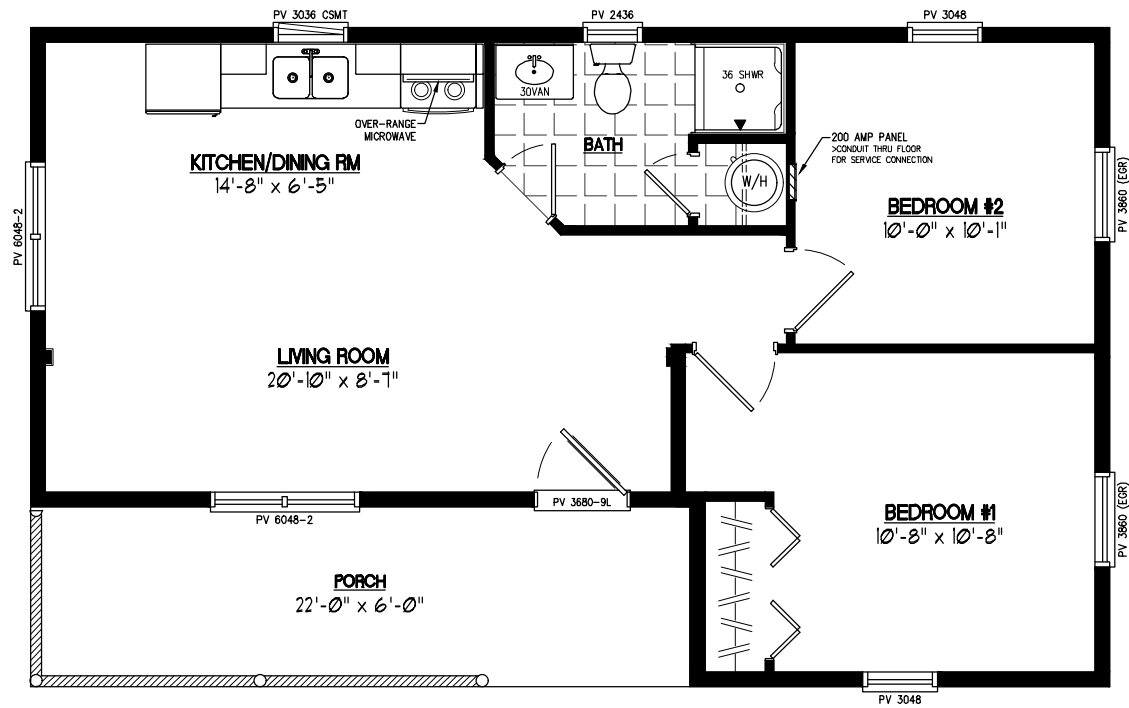 PV 3036 CSMT
PV 2436
PV 3048
36 SHWR
30VAN
OVER-RANGE
MICROWAVE
BATH
200 AMP PANEL
>CONDUIT THRU FLOOR
FOR SERVICE CONNECTION
KITCHEN/DINING RM
14'-8" x 6'-5"
W/H
PV 3860 (EGR)
BEDROOM #2
10'-0" x 10'-1"
PV 6048-2
LIVING ROOM
20'-10" x 8'-7"
PV 3680-9L
PV 6048-2
BEDROOM #1
10'-8" x 10'-8"
PV 3860 (EGR)
PORCH
22'-0" x 6'-0"
PV 3048